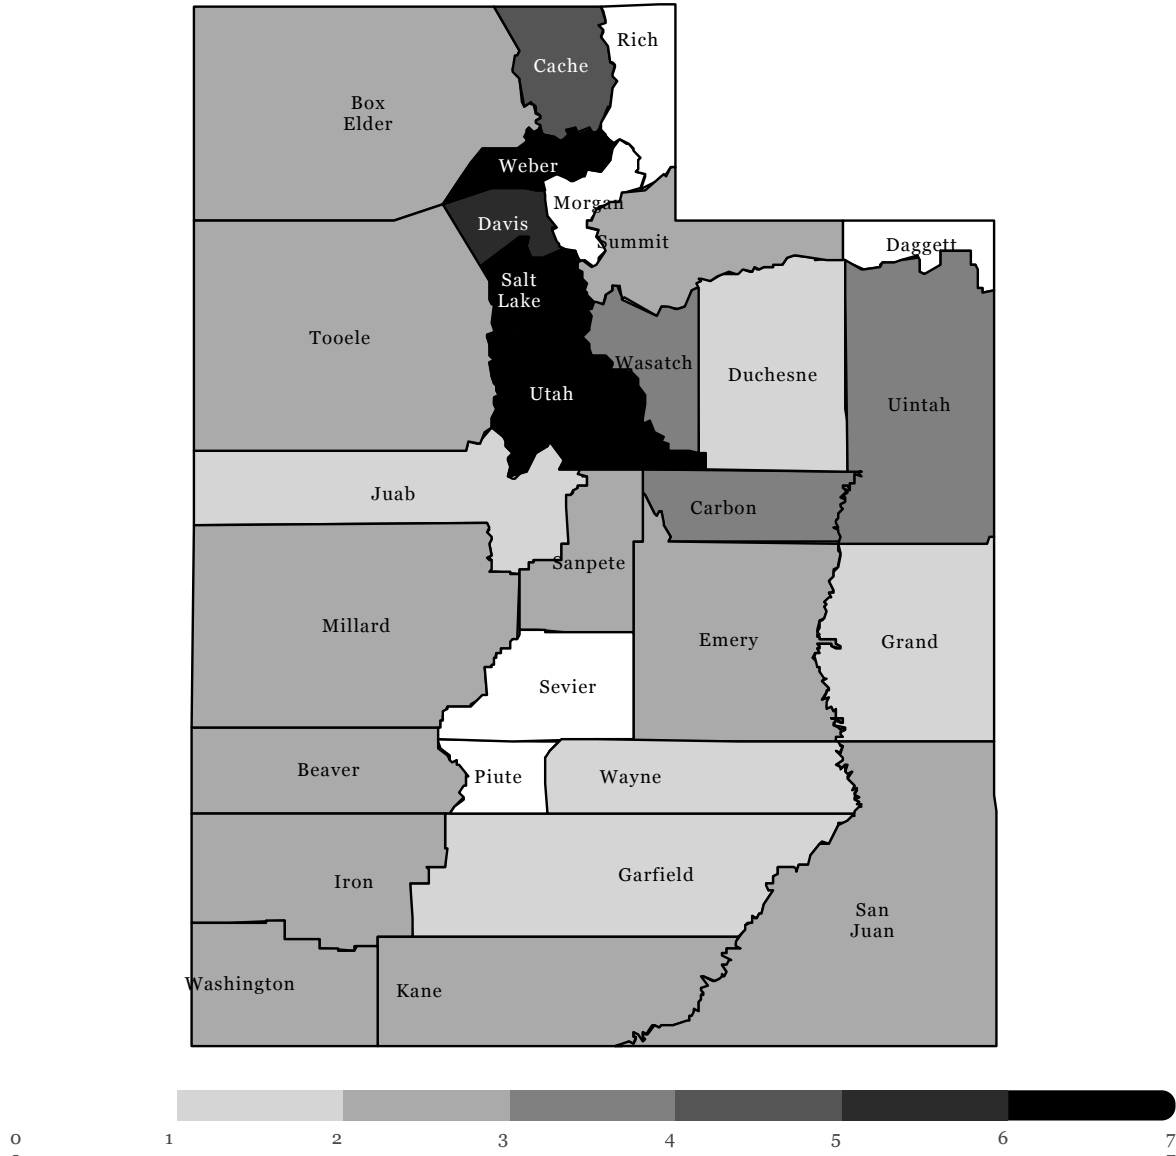 Rich
Cache
Box
Elder
Weber
Morgan
Davis
Summit
Daggett
Salt
Lake
Tooele
Wasatch
Duchesne
Utah
Uintah
Juab
Carbon
Sanpete
Millard
Emery
Grand
Sevier
Beaver
Piute
Wayne
Garfield
Iron
San
Juan
Washington
Kane
0 1 2 3 4 5 6 7